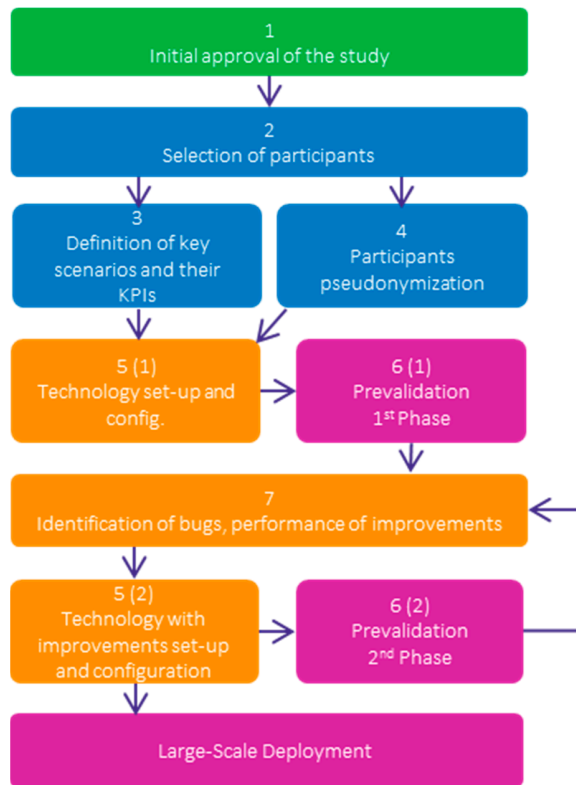 1
Initial approval of the study
2
Selection of participants
3
Definition of key
scenarios and their
KPIs
4
Participants
pseudonymization
5 (1)
Technology set-up and
config.
6 (1)
Prevalidation
1st Phase
7
Identification of bugs, performance of improvements
5 (2)
Technology with
improvements set-up
and configuration
6 (2)
Prevalidation
2nd Phase
Large-Scale Deployment